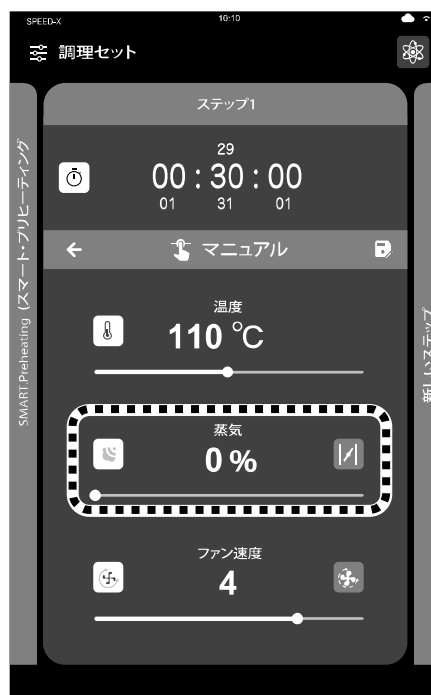 SPEED-X
10:10
調理セット
ステップ1
29
00 : 30 : 00
01 31 01
マニュアル
SMART.Preheating (スマート・プリヒーティング
温度
110 °C
新しいステップ
蒸気
0 %
ファン速度
4